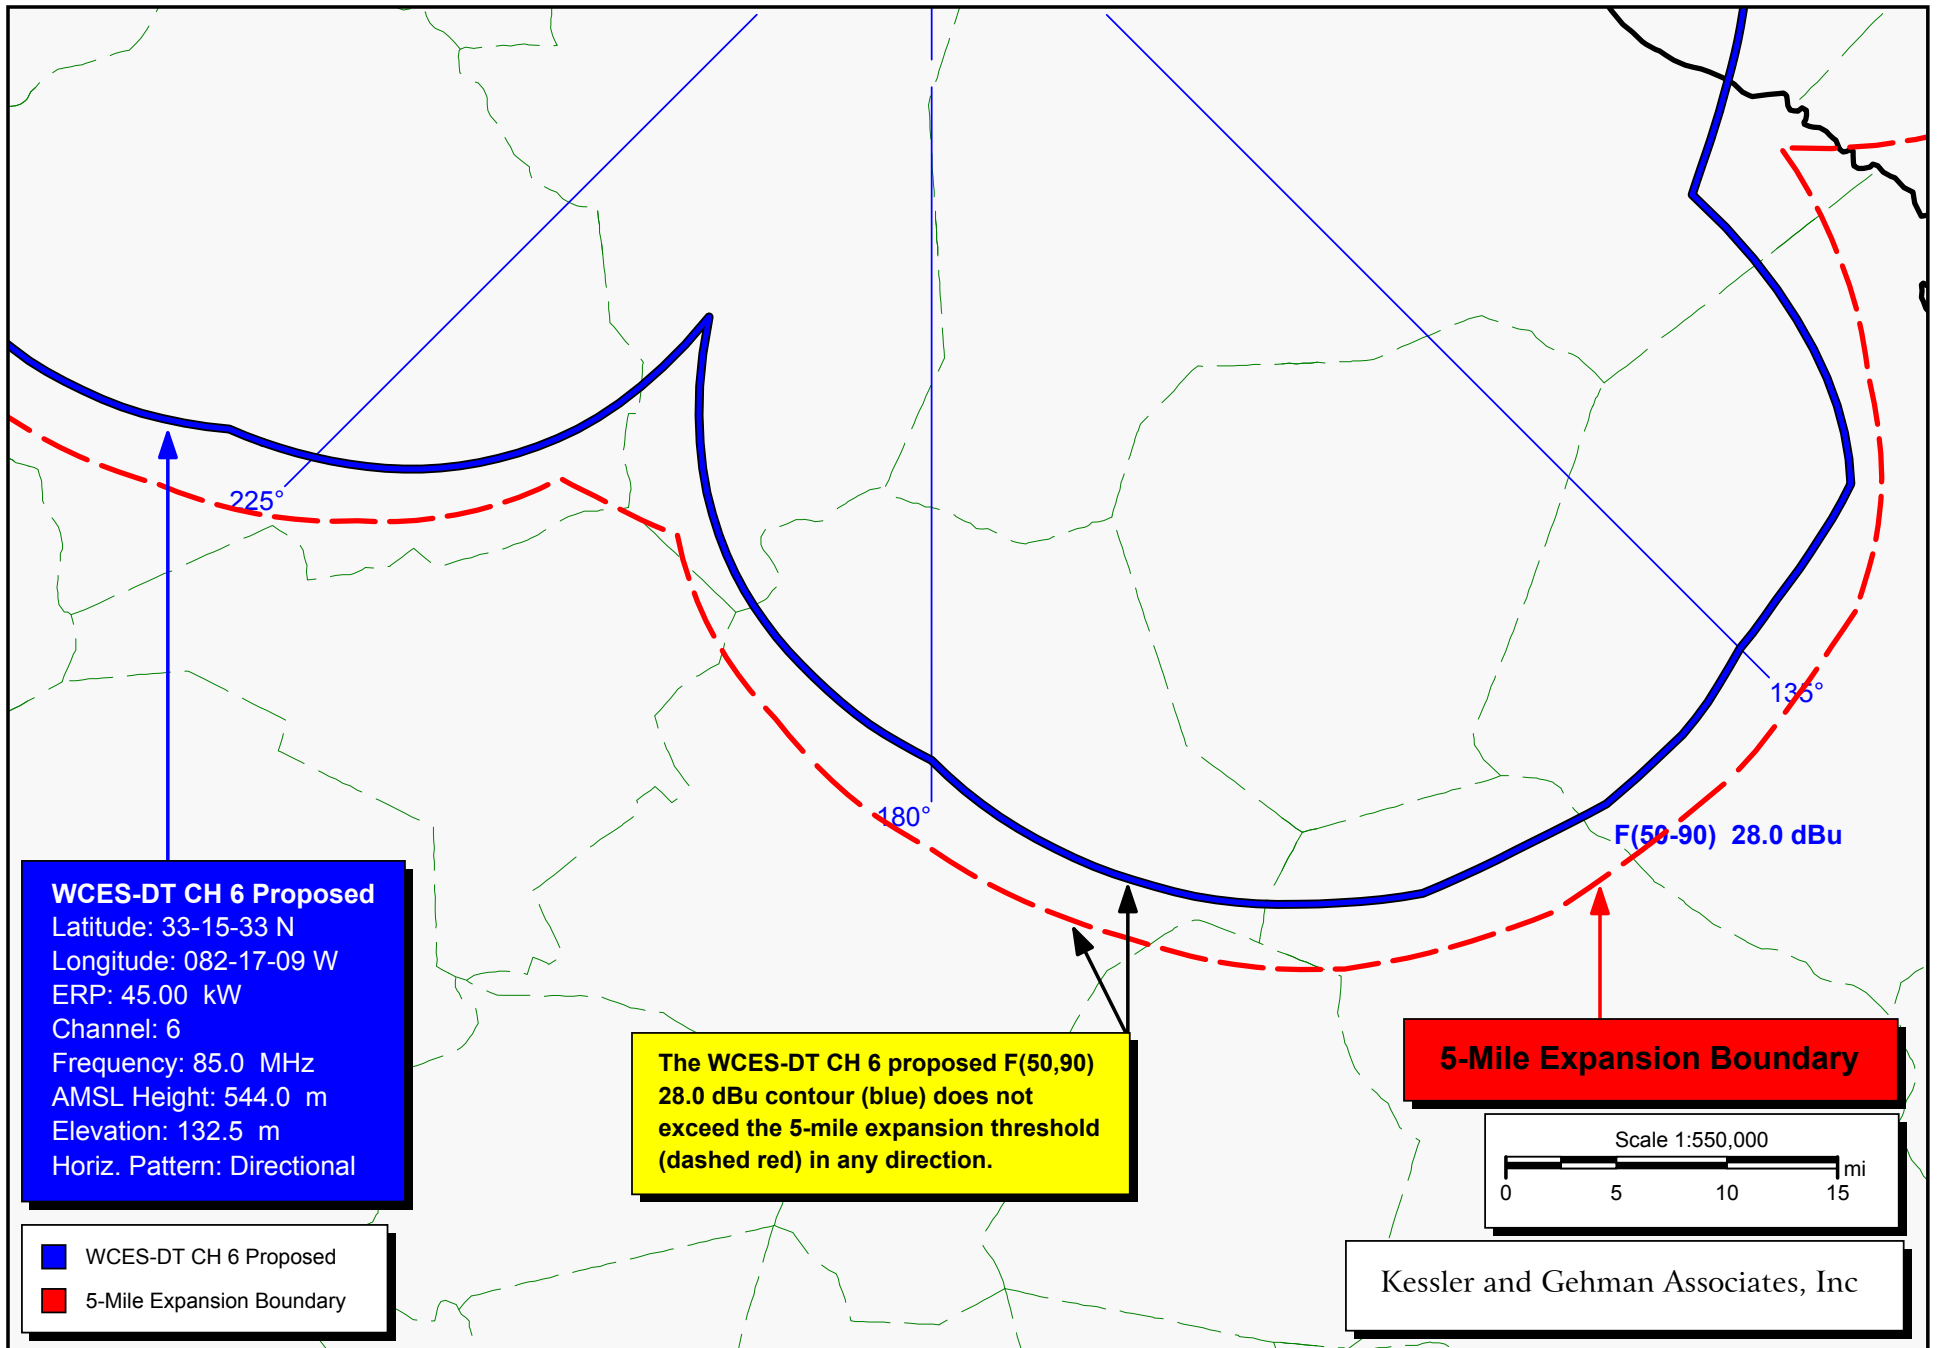 225°
180°
135°
F(50-90) 28.0 dBu
WCES-DT CH 6 Proposed
Latitude: 33-15-33 N
Longitude: 082-17-09 W
ERP: 45.00 kW
Channel: 6
Frequency: 85.0 MHz
AMSL Height: 544.0 m
Elevation: 132.5 m
Horiz. Pattern: Directional
WCES-DT CH 6 Proposed
5-Mile Expansion Boundary
The WCES-DT CH 6 proposed F(50,90)
28.0 dBu contour (blue) does not
exceed the 5-mile expansion threshold
(dashed red) in any direction.
5-Mile Expansion Boundary
Scale 1:550,000
mi
0 5 10 15
Kessler and Gehman Associates, Inc